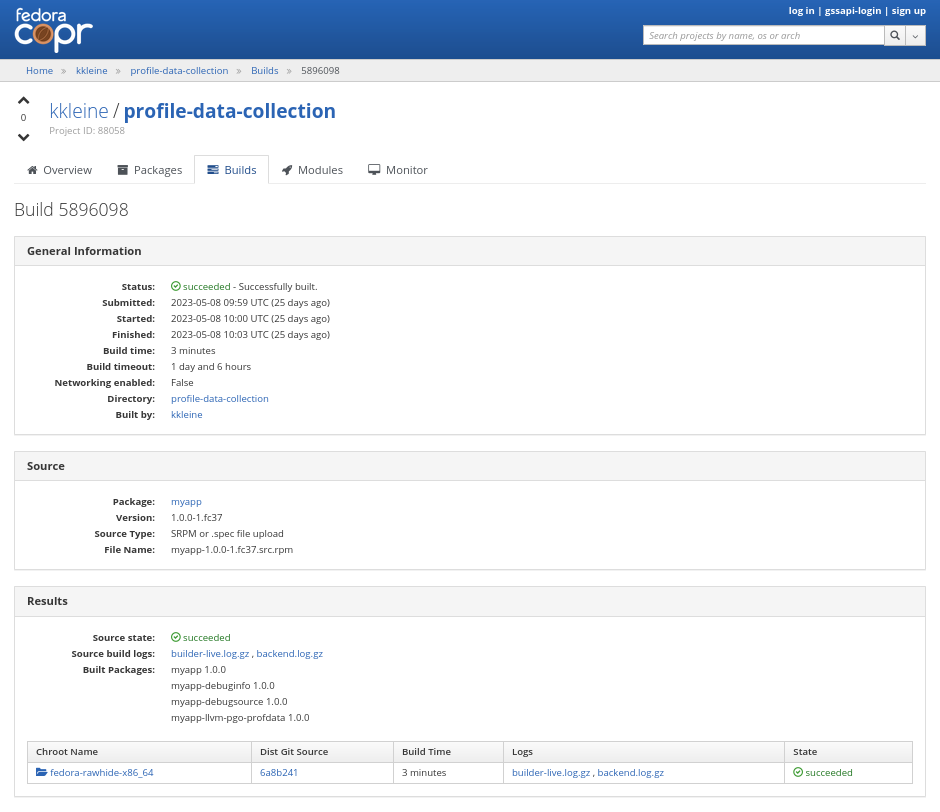 fedora
copr
log in | gssapi-login | sign up
Search projects by name, os or arch
Home » kkleine » profile-data-collection » Builds » 5896098
0
kkleine / profile-data-collection
Project ID: 88058
Overview Packages Builds Modules Monitor
Build 5896098
General Information
Status: succeeded - Successfully built.
Submitted: 2023-05-08 09:59 UTC (25 days ago)
Started: 2023-05-08 10:00 UTC (25 days ago)
Finished: 2023-05-08 10:03 UTC (25 days ago)
Build time: 3 minutes
Build timeout: 1 day and 6 hours
Networking enabled: False
Directory: profile-data-collection
Built by: kkleine
Source
Package: myapp
Version: 1.0.0-1.fc37
Source Type: SRPM or .spec file upload
File Name: myapp-1.0.0-1.fc37.src.rpm
Results
Source state: succeeded
Source build logs: builder-live.log.gz , backend.log.gz
Built Packages: myapp 1.0.0
myapp-debuginfo 1.0.0
myapp-debugsource 1.0.0
myapp-llvm-pgo-profdata 1.0.0
Chroot Name Dist Git Source Build Time Logs State
fedora-rawhide-x86_64 6a8b241 3 minutes builder-live.log.gz , backend.log.gz succeeded